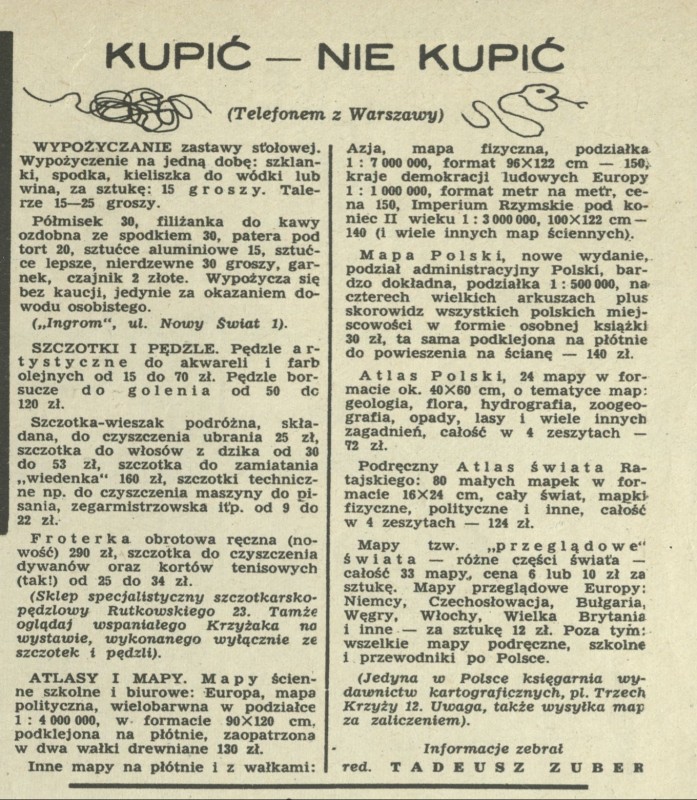 KUPIĆ — NIE KUPIĆ
(Telefonem z Warszawy)
WYPOŻYCZANIE zastawy stołowej.
Wypożyczenie na jedną dobę: szklan-
ki, spodka, kieliszka do wódki lub
wina, za sztukę: 15 groszy. Tale-
rze 15—25 groszy.
Półmisek 30, filiżanka do kawy
ozdobna ze spodkiem 30, patera pod
tort 20, sztućce aluminiowe 15, sztuć-
ce lepsze, nierdzewne 30 groszy, gar-
nek, czajnik 2 złote. Wypożycza się
bez kaucji, jedynie za okazaniem do-
wodu osobistego.
(„Ingrom“, ul. Nowy Świat 1).
SZCZOTKI I PĘDZLE. Pędzle ar-
tystyczne do akwareli i farb
olejnych od 15 do 70 zł. Pędzle bor-
sucze do golenia od 50 do
120 zł.
Szczotka-wieszak podróżna, skła-
dana, do czyszczenia ubrania 25 zł,
szczotka do włosów z dzika od 30
do 53 zł, szczotka do zamiatania
„wiedenka“ 160 zł, szczotki technicz-
ne np. do czyszczenia maszyny do pi-
sania, zegarmistrzowska itp. od 9 do
22 zł.
Froterka obrotowa ręczna (no-
wość) 290 zł, szczotka do czyszczenia
dywanów oraz kortów tenisowych
(tak!) od 25 do 34 zł.
(Sklep specjalistyczny szczotkarsko-
pędzlowy Rutkowskiego 23. Tamże
oglądaj wspaniałego Krzyżaka na
wystawie, wykonanego wyłącznie ze
szczotek i pędzli).
ATLASY I MAPY. Mapy ścien-
ne szkolne i biurowe: Europa, mapa
polityczna, wielobarwna w podziałce
1 : 4 000 000, w formacie 90×120 cm,
podklejona na płótnie, zaopatrzona
w dwa wałki drewniane 130 zł.
Inne mapy na płótnie i z wałkami:
Azja, mapa fizyczna, podziałka
1 : 7 000 000, format 96×122 cm — 150,
kraje demokracji ludowych Europy
1 : 1 000 000, format metr na metr, ce-
na 150, Imperium Rzymskie pod ko-
niec II wieku 1 : 3 000 000, 100×122 cm —
140 (i wiele innych map ściennych).
Mapa Polski, nowe wydanie,
podział administracyjny Polski, bar-
dzo dokładna, podziałka 1 : 500 000, na
czterech wielkich arkuszach plus
skorowidz wszystkich polskich miej-
scowości w formie osobnej książki
30 zł, ta sama podklejona na płótnie
do powieszenia na ścianę — 140 zł.
Atlas Polski, 24 mapy w for-
macie ok. 40×60 cm, o tematyce map:
geologia, flora, hydrografia, zoogeo-
grafia, opady, lasy i wiele innych
zagadnień, całość w 4 zeszytach —
72 zł.
Podręczny Atlas świata Ra-
tajskiego: 80 małych mapek w for-
macie 16×24 cm, cały świat, mapki
fizyczne, polityczne i inne, całość
w 4 zeszytach — 124 zł.
Mapy tzw. „przeglądowe“
świata — różne części świata —
całość 33 mapy, cena 6 lub 10 zł za
sztukę. Mapy przeglądowe Europy:
Niemcy, Czechosłowacja, Bułgaria,
Węgry, Włochy, Wielka Brytania
i inne — za sztukę 12 zł. Poza tym:
wszelkie mapy podręczne, szkolne
i przewodniki po Polsce.
(Jedyna w Polsce księgarnia wy-
dawnictw kartograficznych, pl. Trzech
Krzyży 12. Uwaga, także wysyłka map
za zaliczeniem).
Informacje zebrał
red. TADEUSZ ZUBER